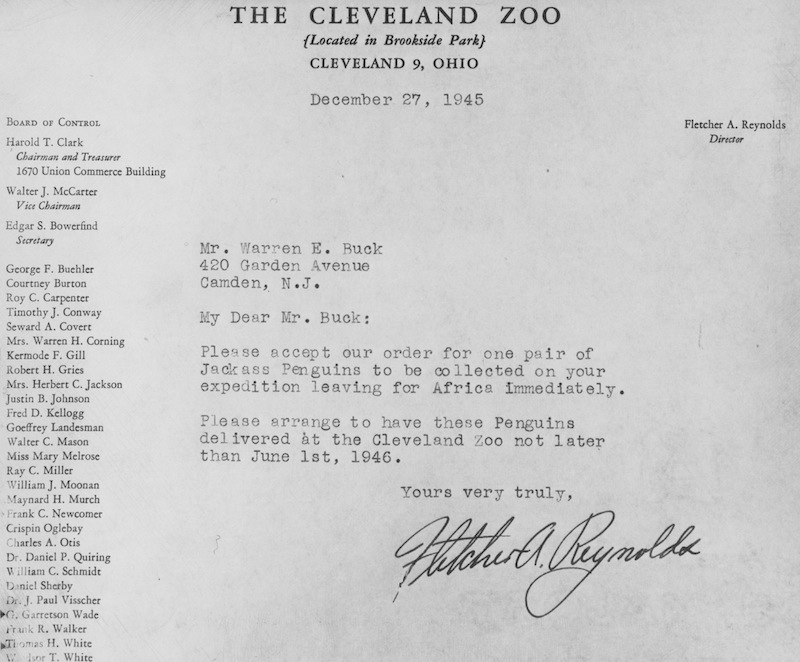 THE CLEVELAND ZOO
{Located in Brookside Park}
CLEVELAND 9, OHIO
December 27, 1945
BOARD OF CONTROL
Harold T. Clark
Chairman and Treasurer
1670 Union Commerce Building
Walter J. McCarter
Vice Chairman
Edgar S. Bowerfind
Secretary
George F. Buehler
Courtney Burton
Roy C. Carpenter
Timothy J. Conway
Seward A. Covert
Mrs. Warren H. Corning
Kermode F. Gill
Robert H. Gries
Mrs. Herbert C. Jackson
Justin B. Johnson
Fred D. Kellogg
Goeffrey Landesman
Walter C. Mason
Miss Mary Melrose
Ray C. Miller
William J. Moonan
Maynard H. Murch
Frank C. Newcomer
Crispin Oglebay
Charles A. Otis
Dr. Daniel P. Quiring
William C. Schmidt
Daniel Sherby
Dr. J. Paul Visscher
G. Garretson Wade
Frank R. Walker
Thomas H. White
T. White
Fletcher A. Reynolds
Director
Mr. Warren E. Buck
420 Garden Avenue
Camden, N.J.
My Dear Mr. Buck:
Please accept our order for one pair of
Jackass Penguins to be collected on your
expedition leaving for Africa Immediately.
Please arrange to have these Penguins
delivered at the Cleveland Zoo not later
than June 1st, 1946.
Yours very truly,
Fletcher A. Reynolds